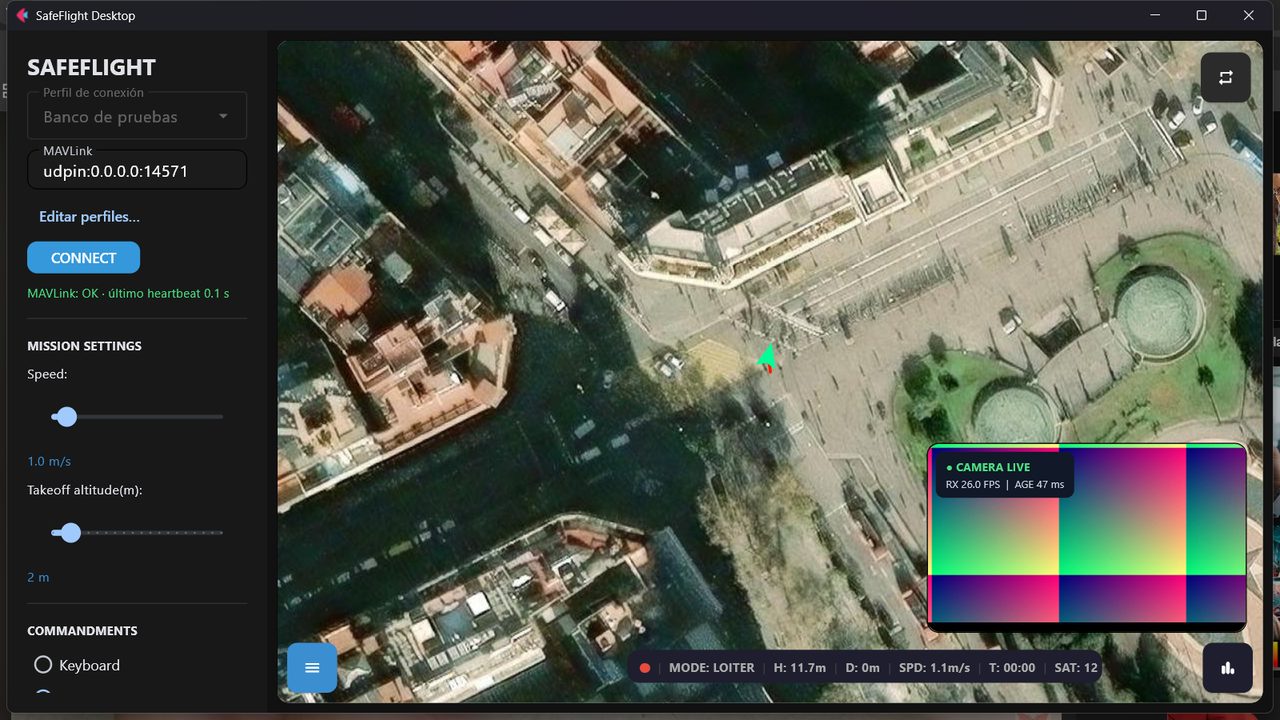 SafeFlight Desktop
SAFEFLIGHT
Perfil de conexión
Banco de pruebas
MAVLink
udpin:0.0.0.0:14571
Editar perfiles...
CONNECT
MAVLink: OK · último heartbeat 0.1 s
MISSION SETTINGS
Speed:
1.0 m/s
Takeoff altitude(m):
2 m
COMMANDMENTS
Keyboard
● CAMERA LIVE
RX 26.0 FPS | AGE 47 ms
MODE: LOITER | H: 11.7m | D: 0m | SPD: 1.1m/s | T: 00:00 | SAT: 12